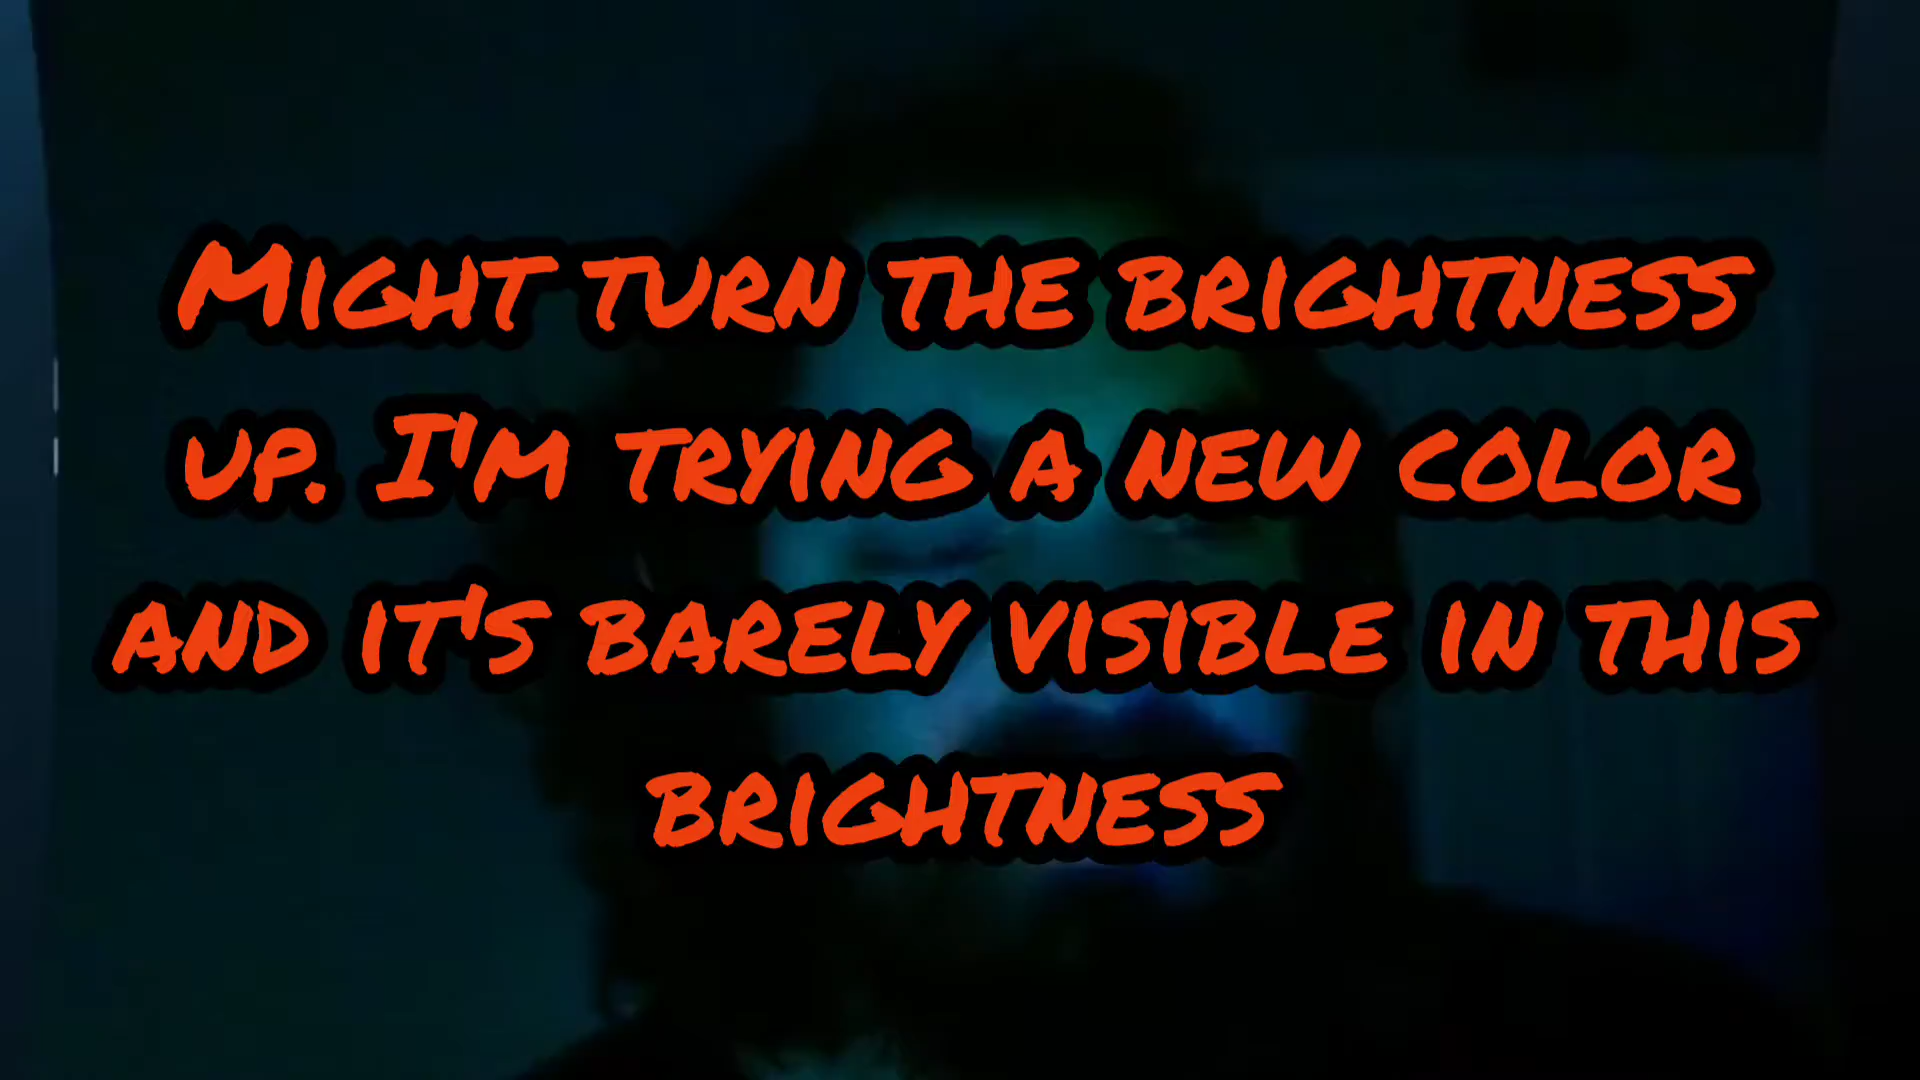 Might turn the brightness
up. I'm trying a new color
and it's barely visible in this
brightness